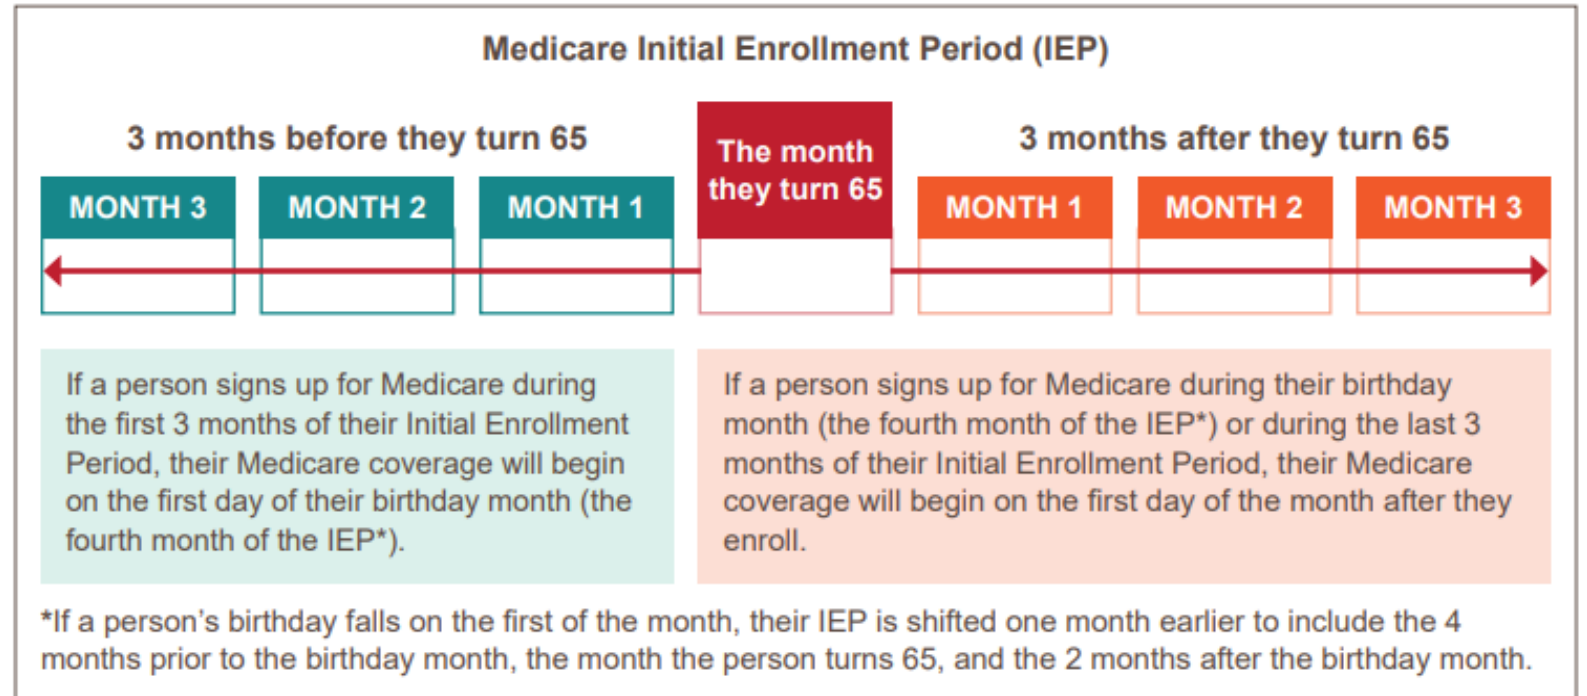 Medicare Initial Enrollment Period (IEP)
3 months before they turn 65
The month
they turn 65
3 months after they turn 65
MONTH 3
MONTH 2
MONTH 1
MONTH 1
MONTH 2
MONTH 3
If a person signs up for Medicare during
the first 3 months of their Initial Enrollment
Period, their Medicare coverage will begin
on the first day of their birthday month (the
fourth month of the IEP*).
If a person signs up for Medicare during their birthday
month (the fourth month of the IEP*) or during the last 3
months of their Initial Enrollment Period, their Medicare
coverage will begin on the first day of the month after they
enroll.
*If a person’s birthday falls on the first of the month, their IEP is shifted one month earlier to include the 4
months prior to the birthday month, the month the person turns 65, and the 2 months after the birthday month.